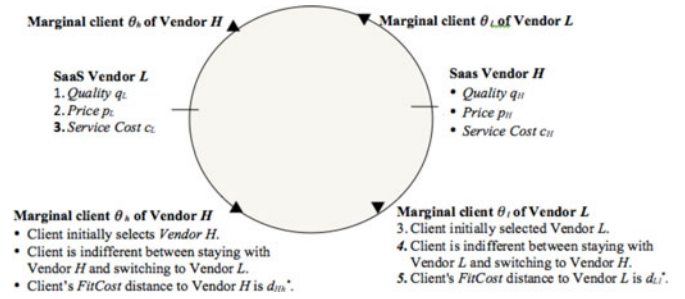 Marginal client θh of Vendor H
Marginal client θL of Vendor L
SaaS Vendor L
1. Quality qL
2. Price pL
3. Service Cost cL
Saas Vendor H
• Quality qH
• Price pH
• Service Cost cH
Marginal client θh of Vendor H
• Client initially selects Vendor H.
• Client is indifferent between staying with
Vendor H and switching to Vendor L.
• Client's FitCost distance to Vendor H is dHh*.
Marginal client θl of Vendor L
3. Client initially selected Vendor L.
4. Client is indifferent between staying with
Vendor L and switching to Vendor H.
5. Client's FitCost distance to Vendor L is dLl*.